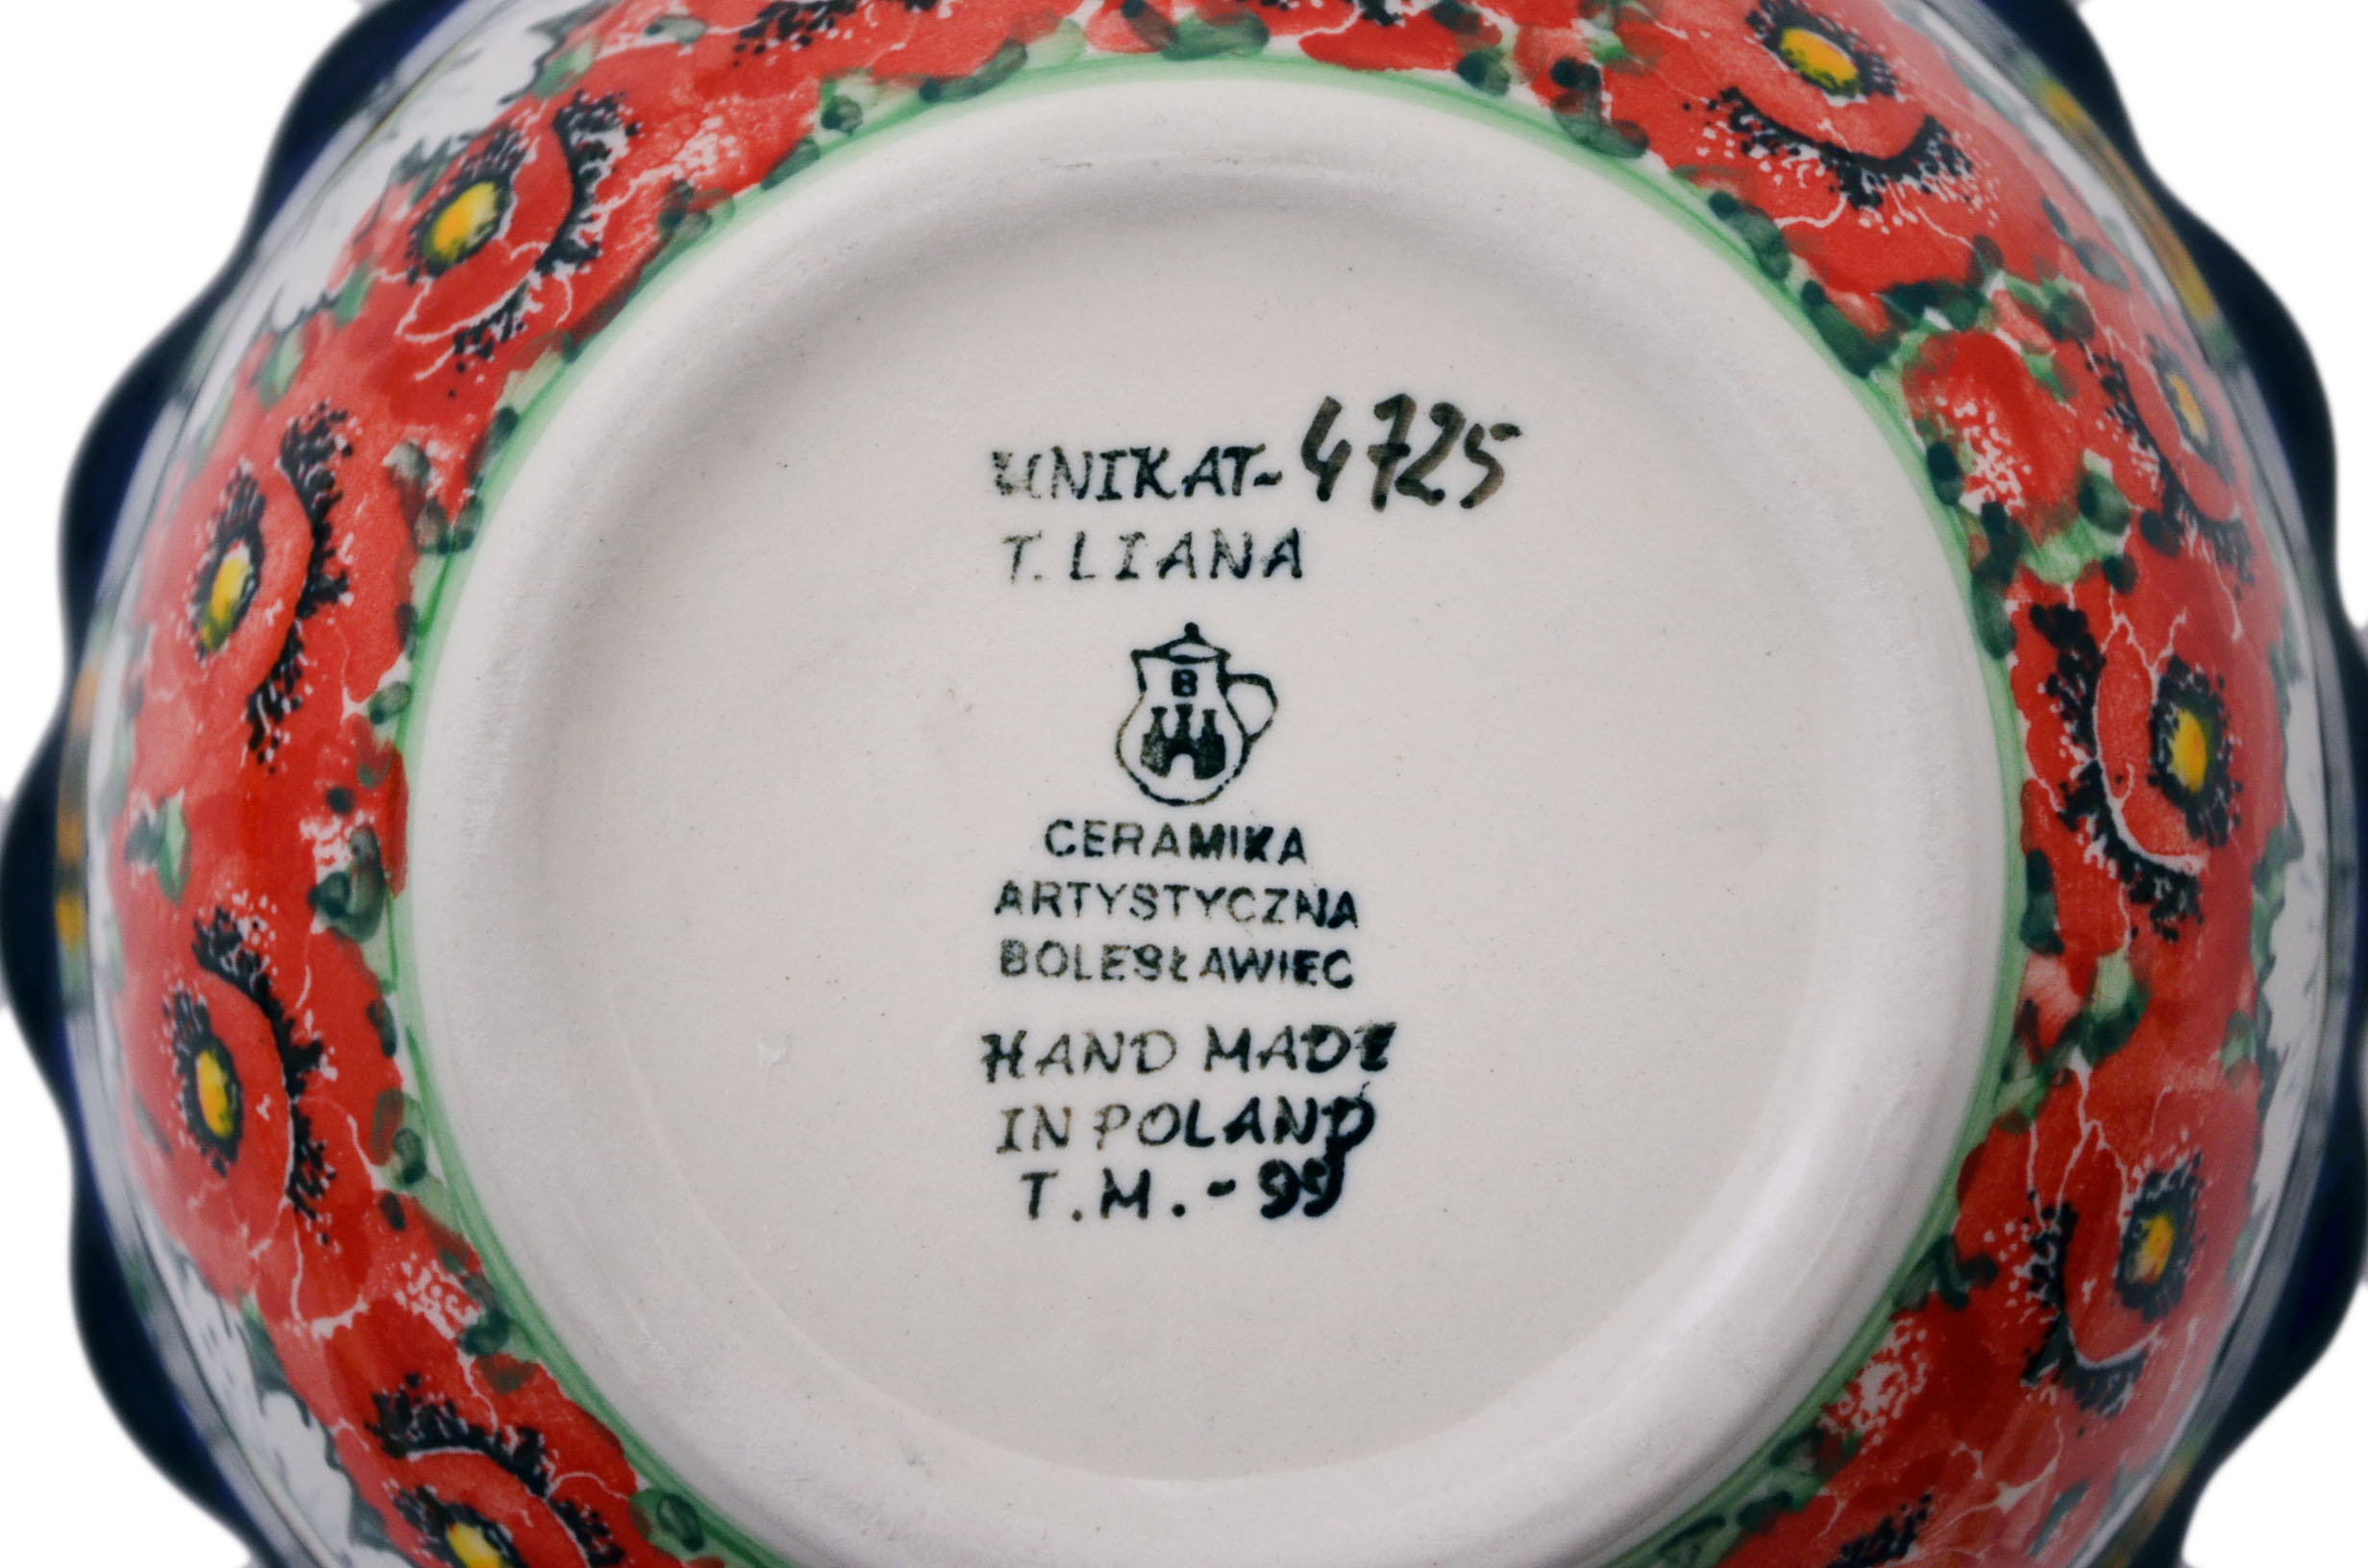 UNIKAT-4725
T. LIANA
B
CERAMIKA
ARTYSTYCZNA
BOLESŁAWIEC
HAND MADE
IN POLAND
T.M.-99